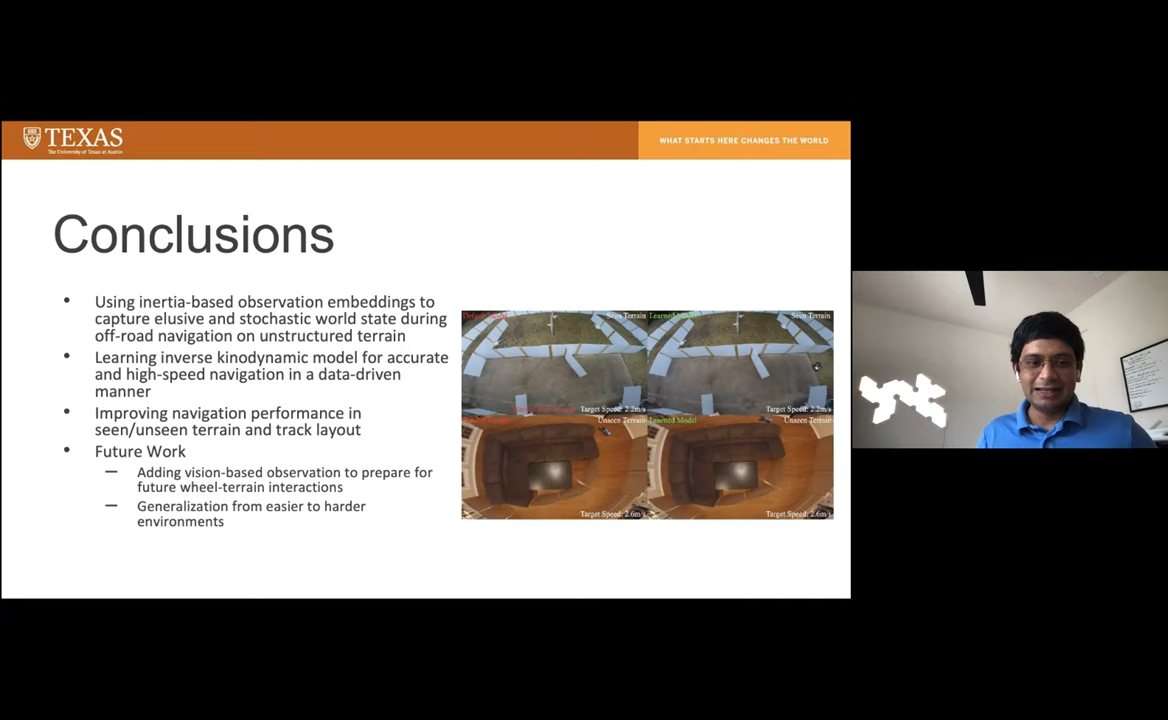 TEXAS
The University of Texas at Austin
WHAT STARTS HERE CHANGES THE WORLD
Conclusions
• Using inertia-based observation embeddings to
capture elusive and stochastic world state during
off-road navigation on unstructured terrain
• Learning inverse kinodynamic model for accurate
and high-speed navigation in a data-driven
manner
• Improving navigation performance in
seen/unseen terrain and track layout
• Future Work
— Adding vision-based observation to prepare for
future wheel-terrain interactions
— Generalization from easier to harder
environments
Seen Terrain
Seen Terrain
Target Speed: 2.2m/s
Target Speed: 2.2m/s
Unseen Terrain
Learned Model
Unseen Terrain
Target Speed: 2.6m/s
Target Speed: 2.6m/s